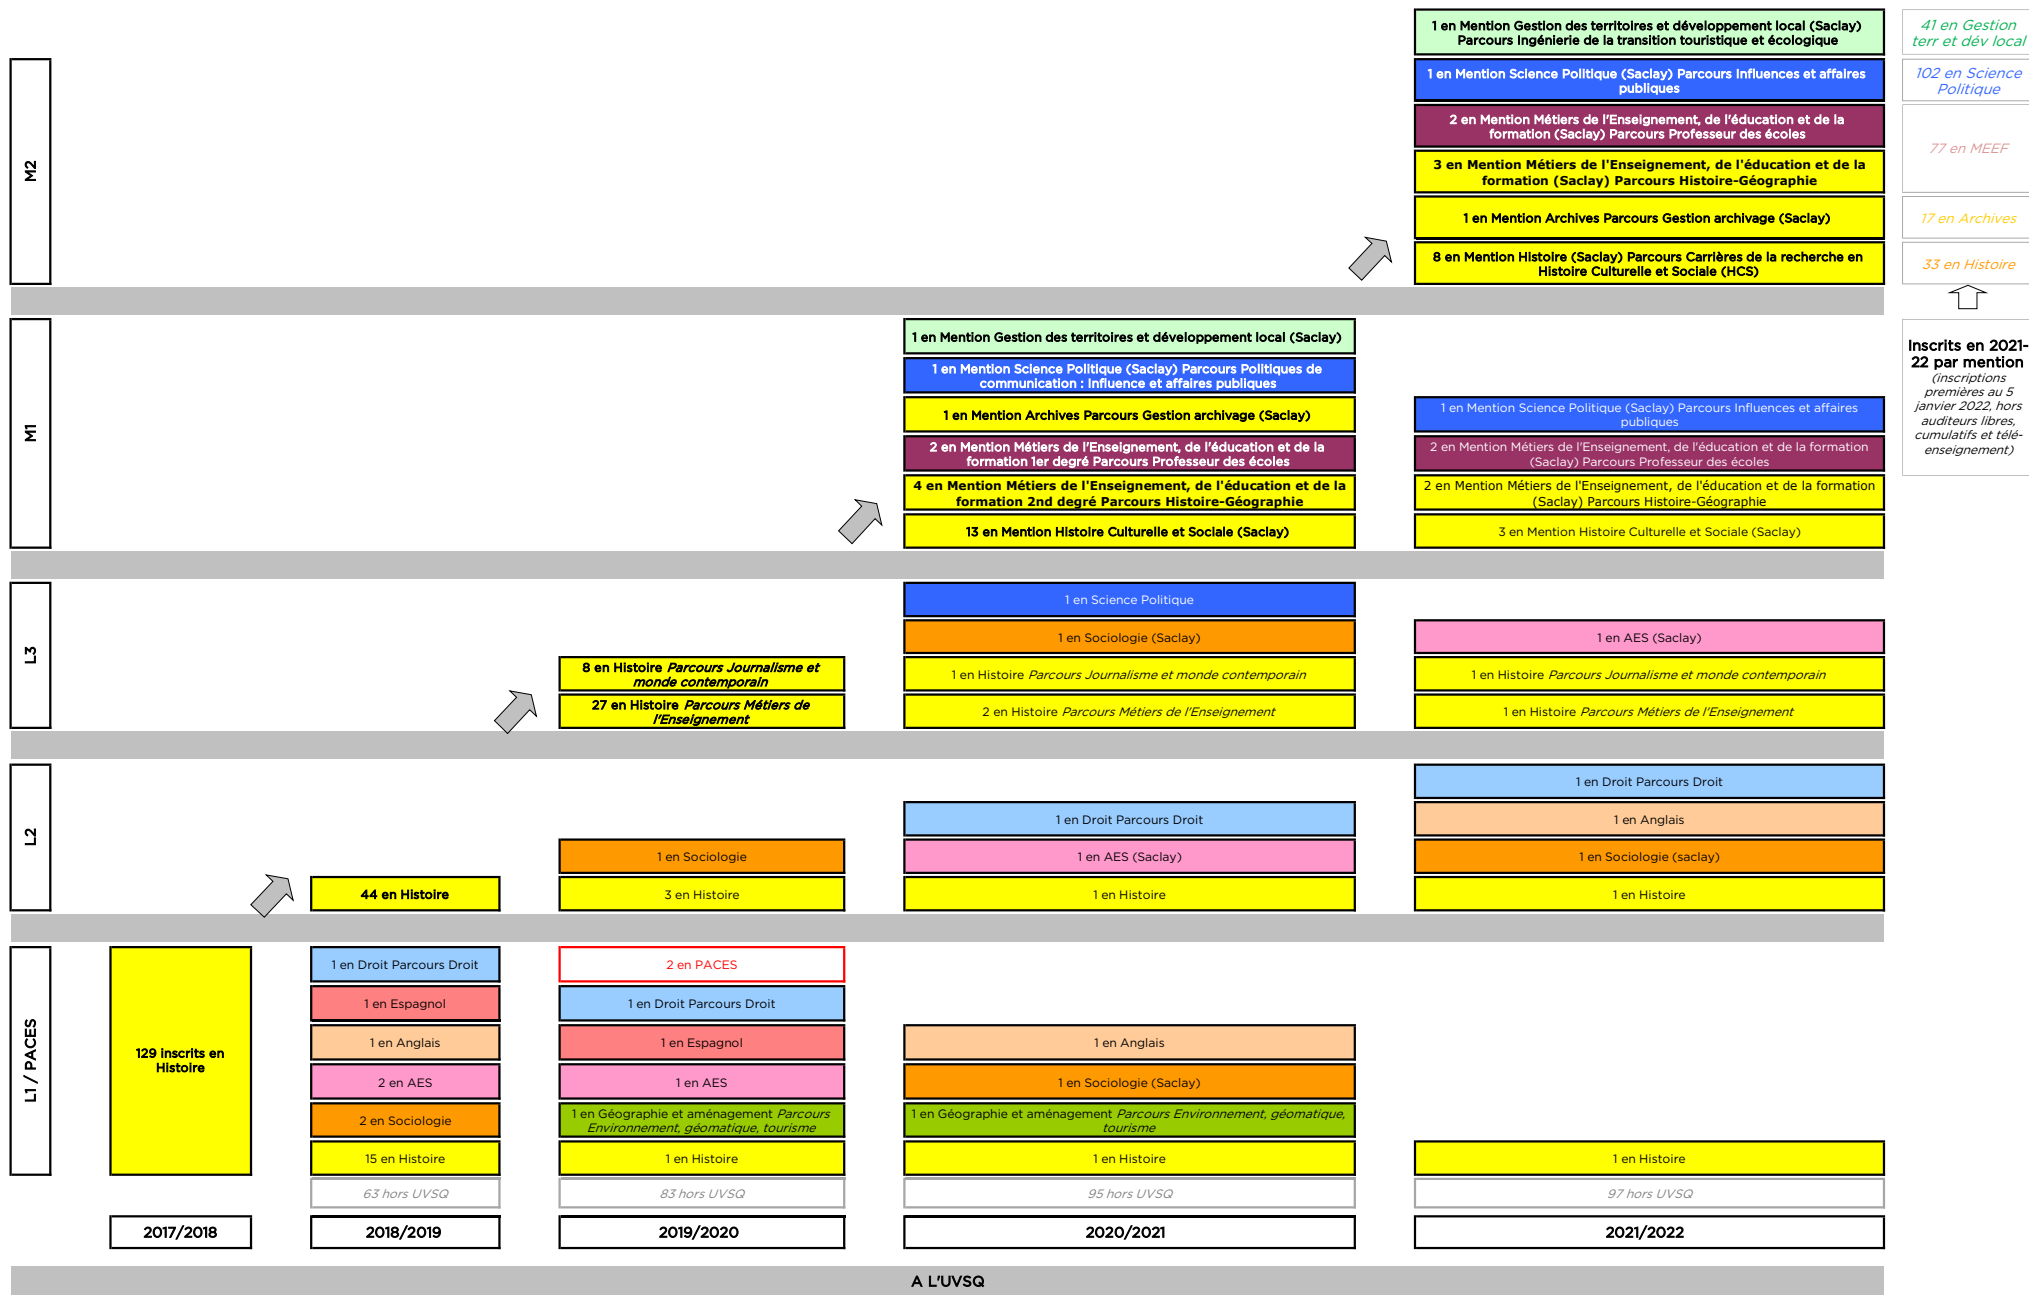 1 en Mention Gestion des territoires et développement local (Saclay)
Parcours Ingénierie de la transition touristique et écologique
41 en Gestion
terr et dév local
M2
1 en Mention Science Politique (Saclay) Parcours Influences et affaires
publiques
102 en Science
Politique
2 en Mention Métiers de l'Enseignement, de l'éducation et de la
formation (Saclay) Parcours Professeur des écoles
77 en MEEF
3 en Mention Métiers de l'Enseignement, de l'éducation et de la
formation (Saclay) Parcours Histoire-Géographie
1 en Mention Archives Parcours Gestion archivage (Saclay)
17 en Archives
8 en Mention Histoire (Saclay) Parcours Carrières de la recherche en
Histoire Culturelle et Sociale (HCS)
33 en Histoire
M1
1 en Mention Gestion des territoires et développement local (Saclay)
1 en Mention Science Politique (Saclay) Parcours Politiques de
communication : Influence et affaires publiques
1 en Mention Archives Parcours Gestion archivage (Saclay)
2 en Mention Métiers de l'Enseignement, de l'éducation et de la
formation 1er degré Parcours Professeur des écoles
4 en Mention Métiers de l'Enseignement, de l'éducation et de la
formation 2nd degré Parcours Histoire-Géographie
13 en Mention Histoire Culturelle et Sociale (Saclay)
1 en Mention Science Politique (Saclay) Parcours Influences et affaires
publiques
2 en Mention Métiers de l'Enseignement, de l'éducation et de la formation
(Saclay) Parcours Professeur des écoles
2 en Mention Métiers de l'Enseignement, de l'éducation et de la formation
(Saclay) Parcours Histoire-Géographie
3 en Mention Histoire Culturelle et Sociale (Saclay)
Inscrits en 2021-
22 par mention
(inscriptions
premières au 5
janvier 2022, hors
auditeurs libres,
cumulatifs et télé-
enseignement)
L3
8 en Histoire Parcours Journalisme et
monde contemporain
27 en Histoire Parcours Métiers de
l'Enseignement
1 en Science Politique
1 en Sociologie (Saclay)
1 en Histoire Parcours Journalisme et monde contemporain
2 en Histoire Parcours Métiers de l'Enseignement
1 en AES (Saclay)
1 en Histoire Parcours Journalisme et monde contemporain
1 en Histoire Parcours Métiers de l'Enseignement
L2
44 en Histoire
1 en Sociologie
3 en Histoire
1 en Droit Parcours Droit
1 en AES (Saclay)
1 en Histoire
1 en Droit Parcours Droit
1 en Anglais
1 en Sociologie (saclay)
1 en Histoire
L1 / PACES
129 inscrits en
Histoire
1 en Droit Parcours Droit
1 en Espagnol
1 en Anglais
2 en AES
2 en Sociologie
15 en Histoire
63 hors UVSQ
2 en PACES
1 en Droit Parcours Droit
1 en Espagnol
1 en AES
1 en Géographie et aménagement Parcours
Environnement, géomatique, tourisme
1 en Histoire
83 hors UVSQ
1 en Anglais
1 en Sociologie (Saclay)
1 en Géographie et aménagement Parcours Environnement, géomatique,
tourisme
1 en Histoire
95 hors UVSQ
1 en Histoire
97 hors UVSQ
2017/2018
2018/2019
2019/2020
2020/2021
2021/2022
A L'UVSQ